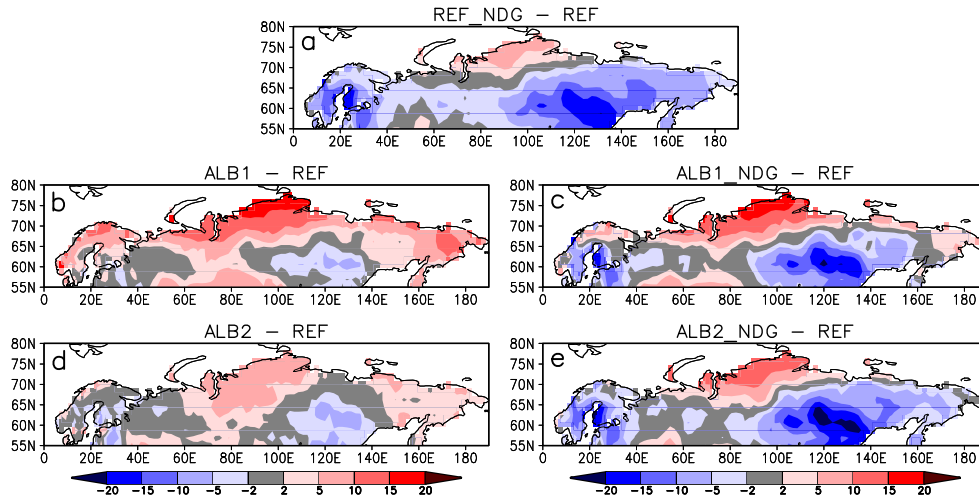 REF_NDG − REF
a
80N
75N
70N
65N
60N
55N
0 20E 40E 60E 80E 100E 120E 140E 160E 180
ALB1 − REF
b
80N
75N
70N
65N
60N
55N
0 20E 40E 60E 80E 100E 120E 140E 160E 180
ALB1_NDG − REF
c
80N
75N
70N
65N
60N
55N
0 20E 40E 60E 80E 100E 120E 140E 160E 180
ALB2 − REF
d
80N
75N
70N
65N
60N
55N
0 20E 40E 60E 80E 100E 120E 140E 160E 180
ALB2_NDG − REF
e
80N
75N
70N
65N
60N
55N
0 20E 40E 60E 80E 100E 120E 140E 160E 180
−20 −15 −10 −5 −2 2 5 10 15 20
−20 −15 −10 −5 −2 2 5 10 15 20